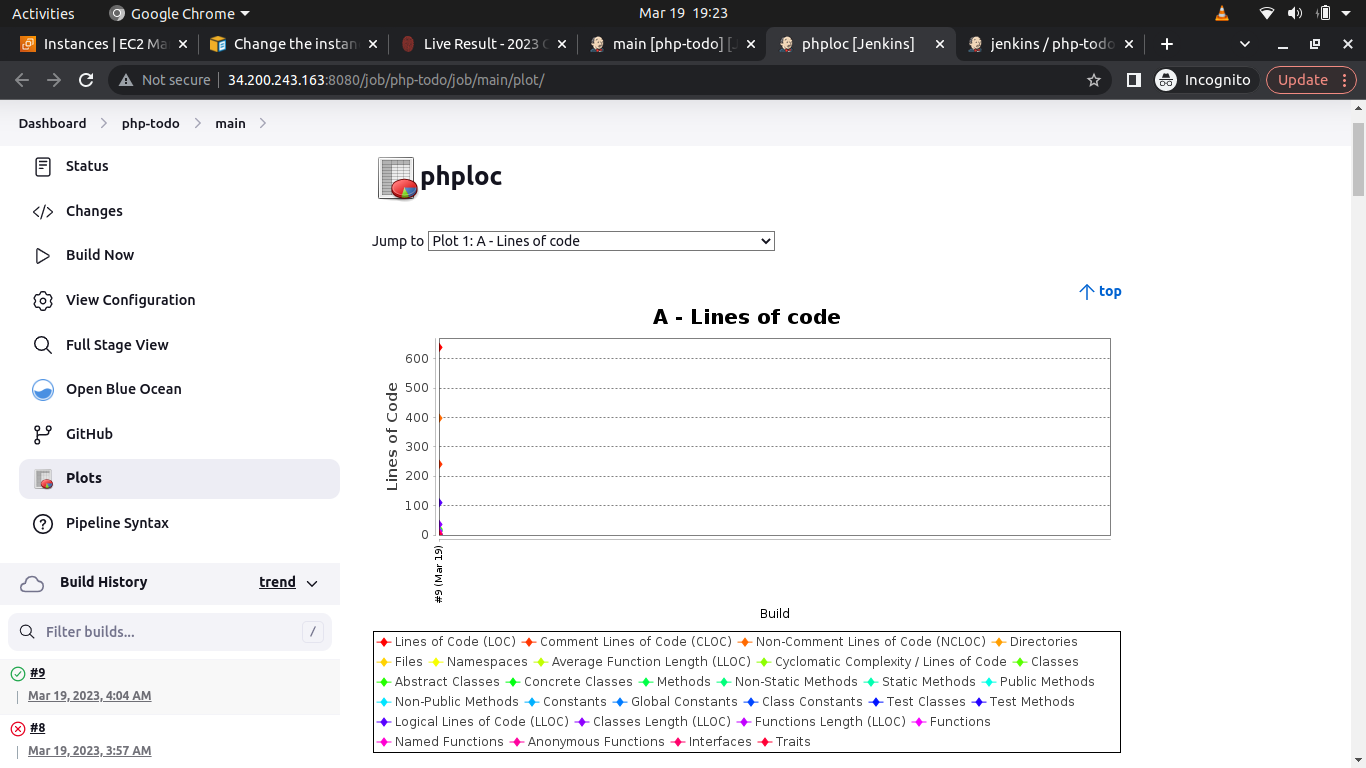 Activities Google Chrome Mar 19 19:23
Instances | EC2 Ma Change the instan Live Result - 2023 main [php-todo] [ phploc [Jenkins] jenkins / php-todo
Not secure 34.200.243.163:8080/job/php-todo/job/main/plot/ Incognito Update
Dashboard php-todo main
Status
Changes
Build Now
View Configuration
Full Stage View
Open Blue Ocean
GitHub
Plots
Pipeline Syntax
Build History trend
Filter builds... /
#9
Mar 19, 2023, 4:04 AM
#8
Mar 19, 2023, 3:57 AM
phploc
Jump to Plot 1: A - Lines of code
top
A - Lines of code
Lines of Code
600
500
400
300
200
100
0
#9 (Mar 19)
Build
Lines of Code (LOC) Comment Lines of Code (CLOC) Non-Comment Lines of Code (NCLOC) Directories
Files Namespaces Average Function Length (LLOC) Cyclomatic Complexity / Lines of Code Classes
Abstract Classes Concrete Classes Methods Non-Static Methods Static Methods Public Methods
Non-Public Methods Constants Global Constants Class Constants Test Classes Test Methods
Logical Lines of Code (LLOC) Classes Length (LLOC) Functions Length (LLOC) Functions
Named Functions Anonymous Functions Interfaces Traits